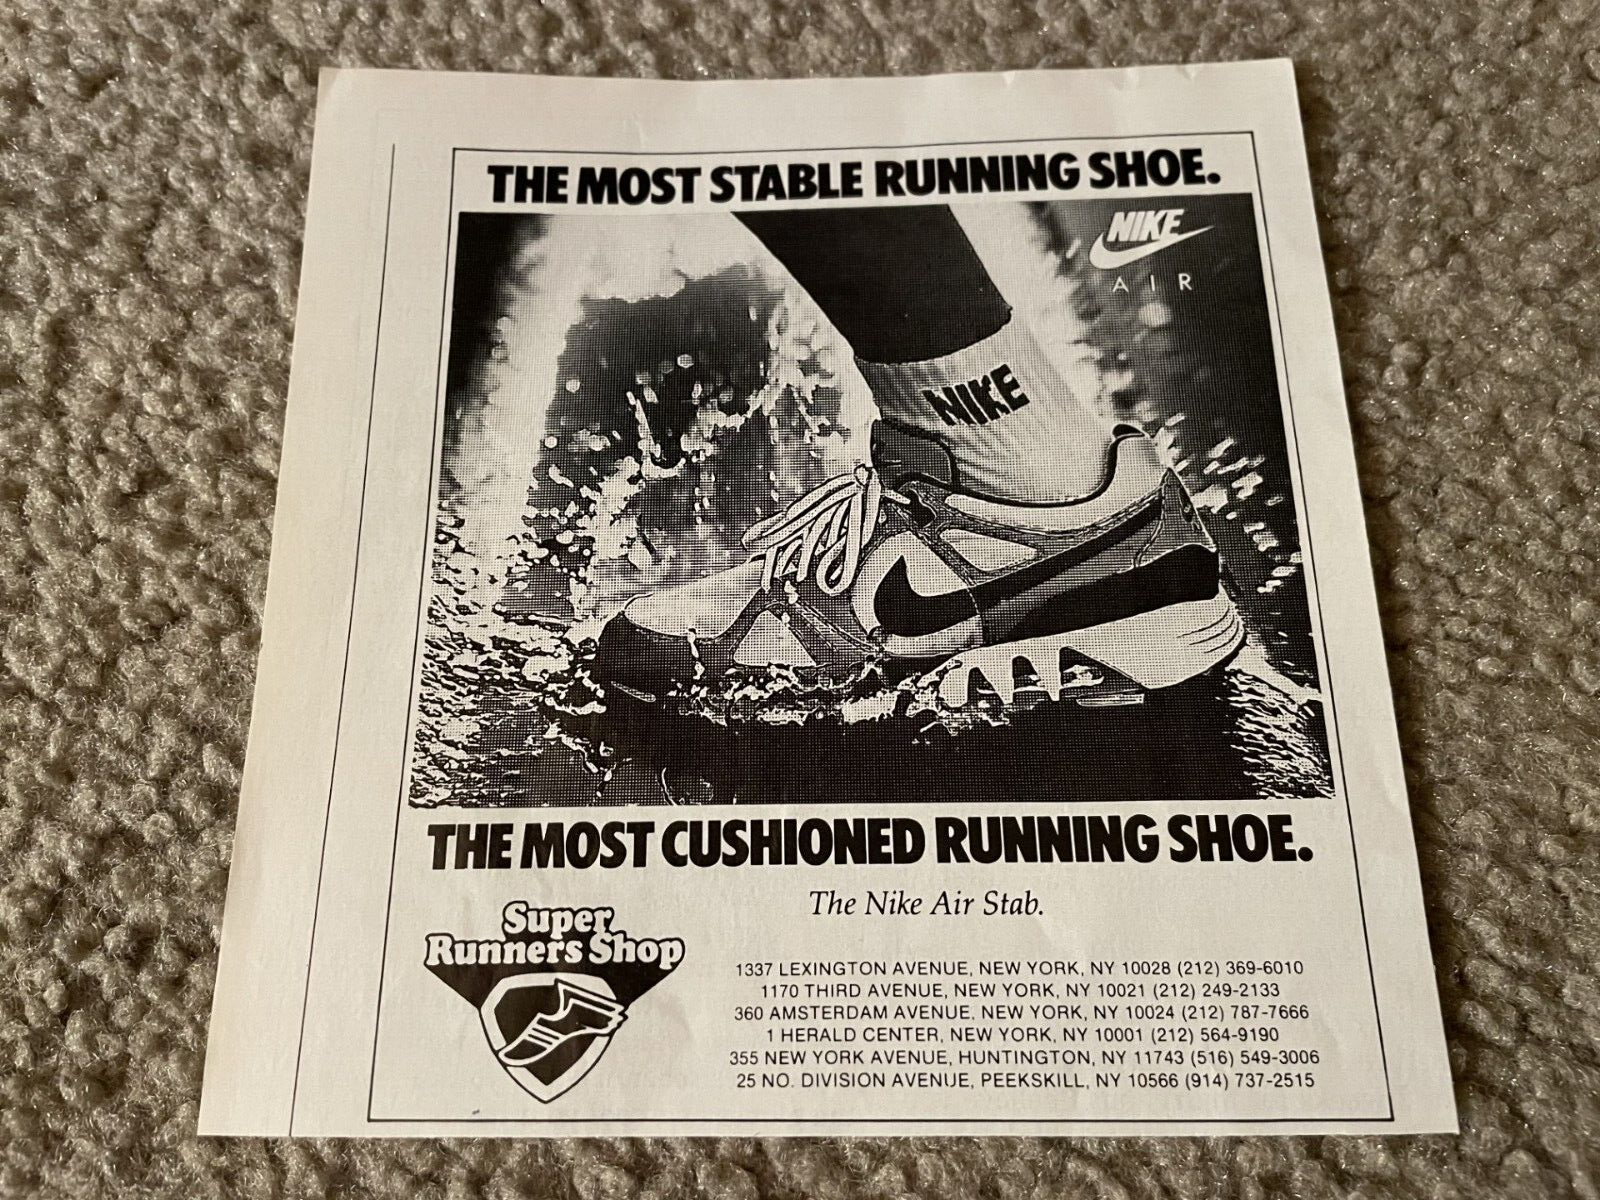 THE MOST STABLE RUNNING SHOE.
NIKE
AIR
NIKE
THE MOST CUSHIONED RUNNING SHOE.
The Nike Air Stab.
Super
Runners Shop
1337 LEXINGTON AVENUE, NEW YORK, NY 10028 (212) 369-6010
1170 THIRD AVENUE, NEW YORK, NY 10021 (212) 249-2133
360 AMSTERDAM AVENUE, NEW YORK, NY 10024 (212) 787-7666
1 HERALD CENTER, NEW YORK, NY 10001 (212) 564-9190
355 NEW YORK AVENUE, HUNTINGTON, NY 11743 (516) 549-3006
25 NO. DIVISION AVENUE, PEEKSKILL, NY 10566 (914) 737-2515